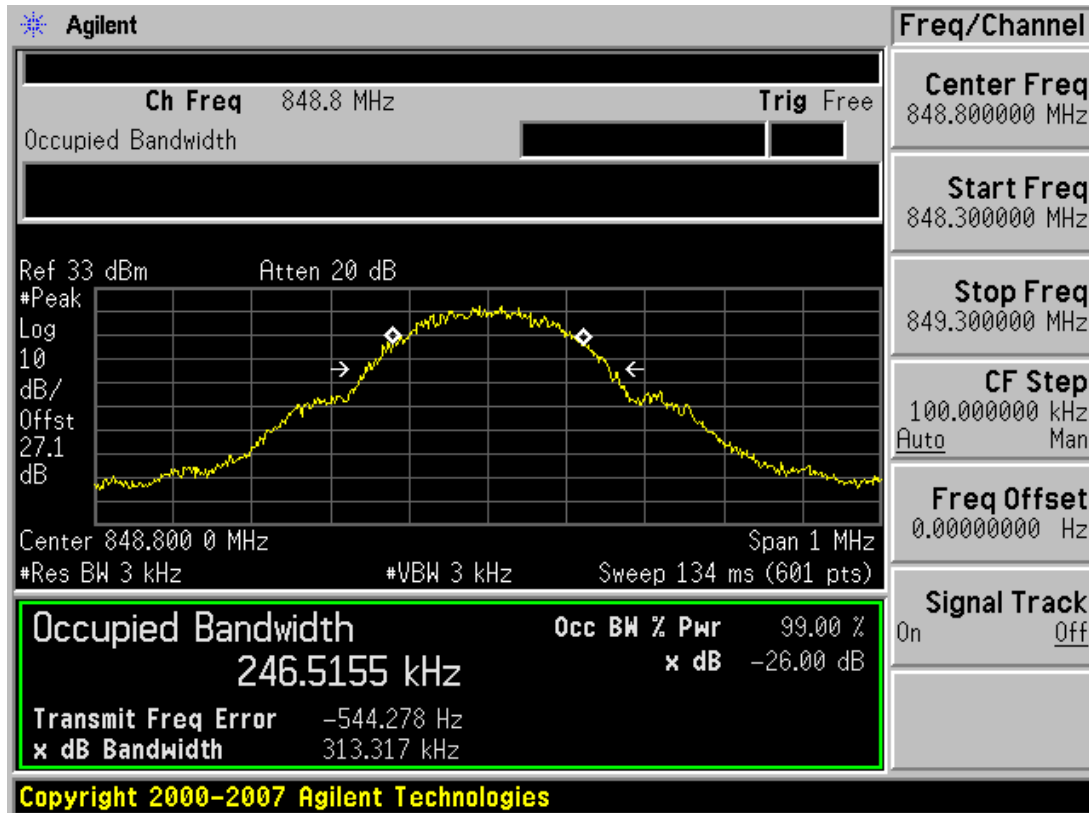 Agilent
Freq/Channel
Ch Freq 848.8 MHz Trig Free
Occupied Bandwidth
Center Freq
848.800000 MHz
Start Freq
848.300000 MHz
Stop Freq
849.300000 MHz
CF Step
100.000000 kHz
Auto Man
Freq Offset
0.00000000 Hz
Signal Track
On Off
Ref 33 dBm Atten 20 dB
#Peak
Log
10
dB/
Offst
27.1
dB
Center 848.800 0 MHz Span 1 MHz
#Res BW 3 kHz #VBW 3 kHz Sweep 134 ms (601 pts)
Occupied Bandwidth
246.5155 kHz
Occ BW % Pwr 99.00 %
x dB -26.00 dB
Transmit Freq Error -544.278 Hz
x dB Bandwidth 313.317 kHz
Copyright 2000-2007 Agilent Technologies